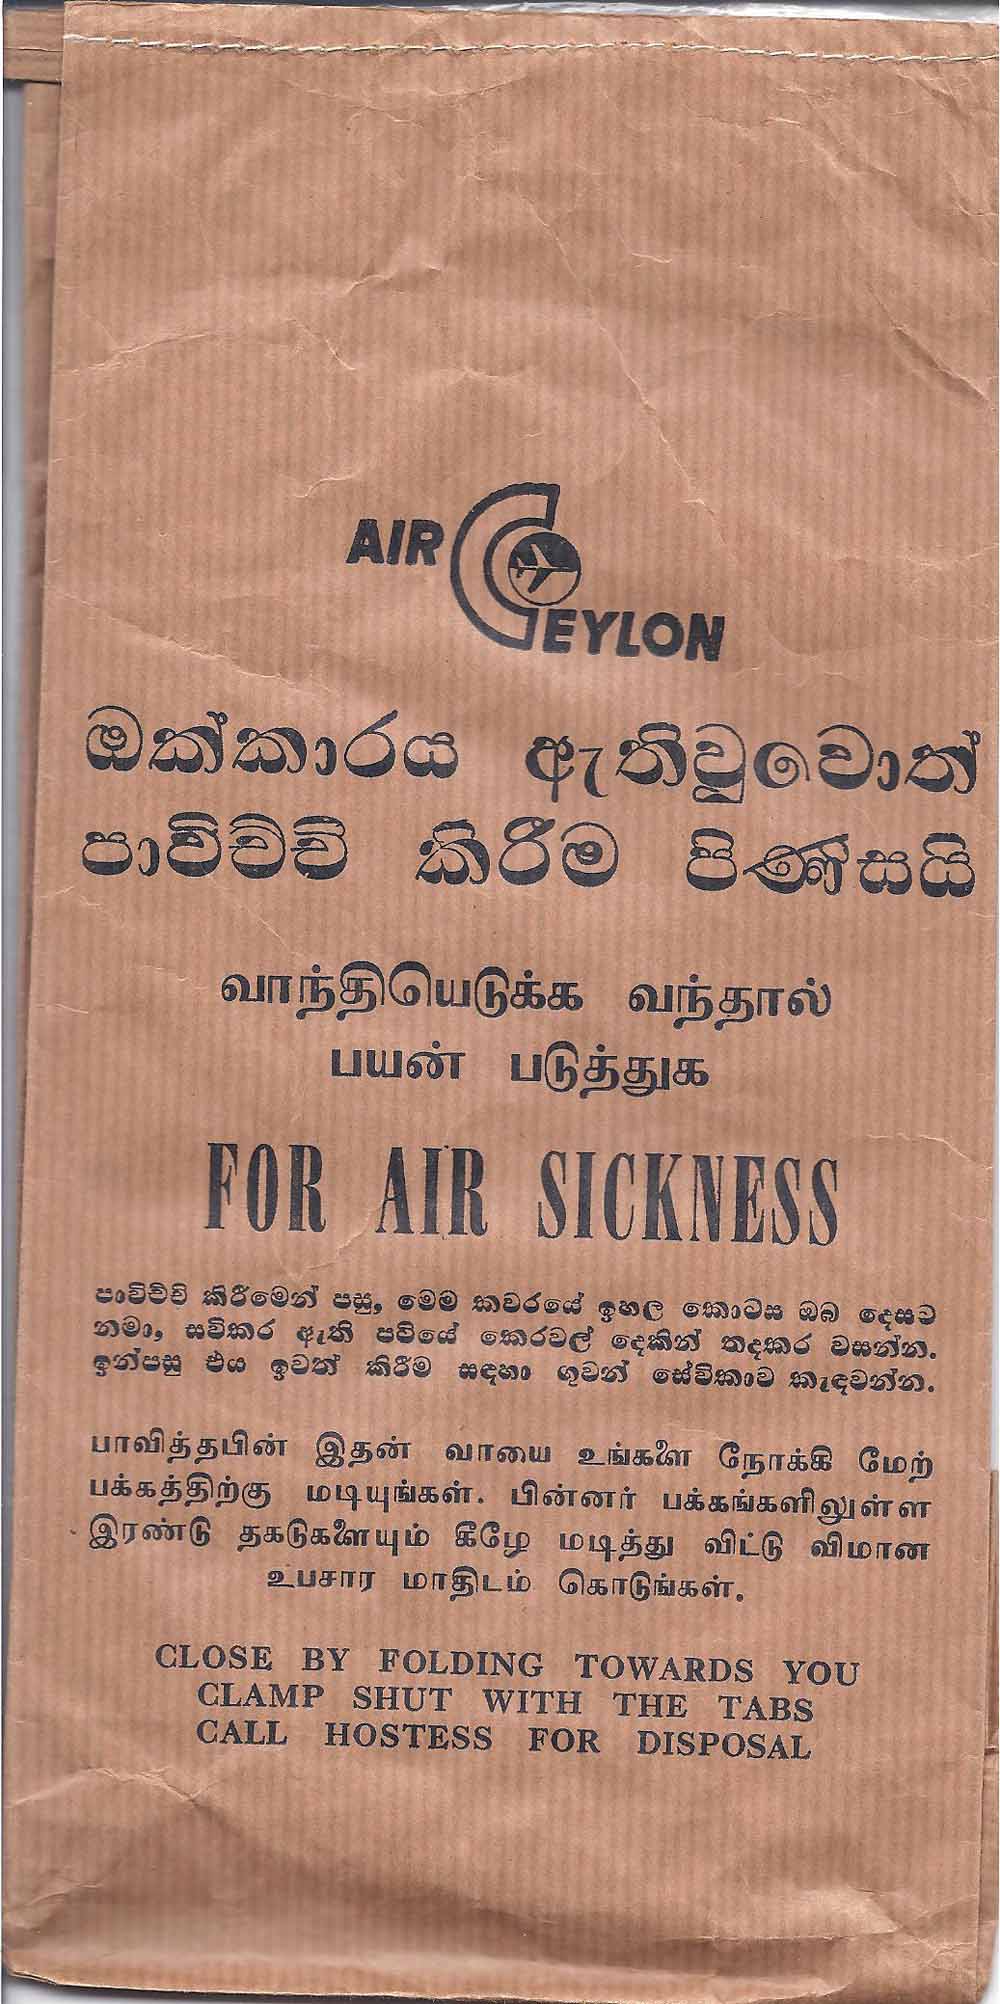 AIR CEYLON
ඔක්කාරය ඇතිවුවොත්
පාවිච්චි කිරීම පිණිසයි
வாந்தியெடுக்க வந்தால்
பயன் படுத்துக
FOR AIR SICKNESS
පාවිච්චි කිරීමෙන් පසු, මෙම කවරයේ ඉහල කොටස ඔබ දෙසට
නමා, සවිකර ඇති පටියේ කෙරවල් දෙකින් තදකර වසන්න.
ඉන්පසු එය ඉවත් කිරීම සඳහා ගුවන් සේවිකාව කැඳවන්න.
பாவித்தபின் இதன் வாயை உங்களை நோக்கி மேற்
பக்கத்திற்கு மடியுங்கள். பின்னர் பக்கங்களிலுள்ள
இரண்டு தகடுகளையும் கீழே மடித்து விட்டு விமான
உபசார மாதிடம் கொடுங்கள்.
CLOSE BY FOLDING TOWARDS YOU
CLAMP SHUT WITH THE TABS
CALL HOSTESS FOR DISPOSAL